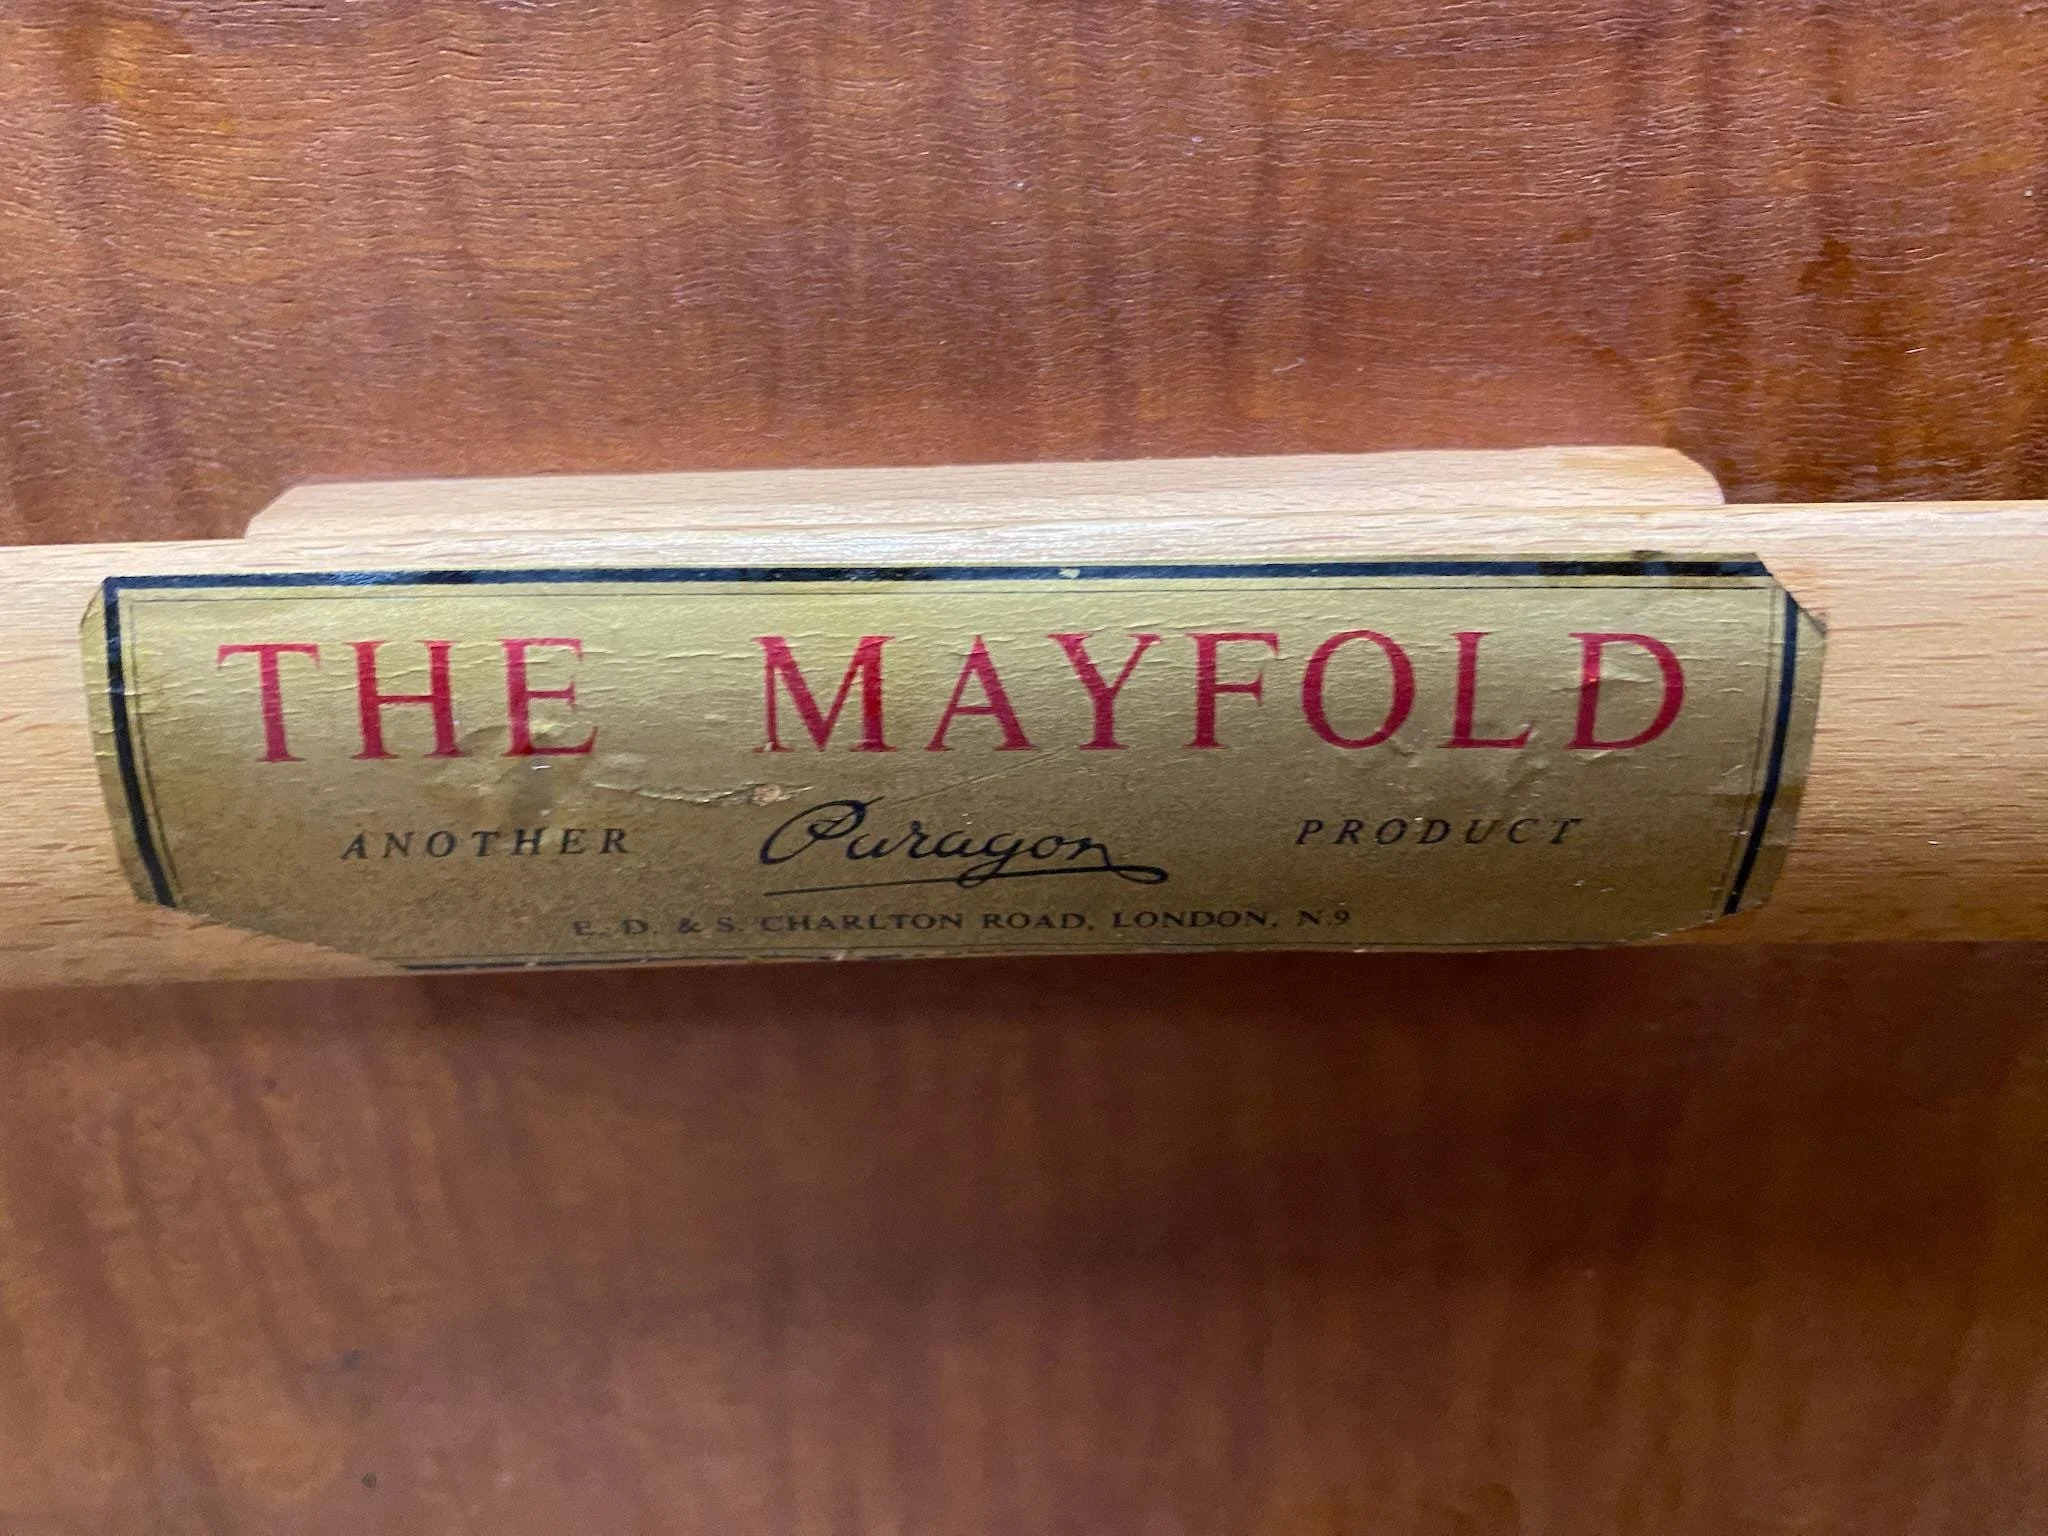 THE MAYFOLD
ANOTHER Paragon PRODUCT
E. D. & S. CHARLTON ROAD, LONDON, N.9